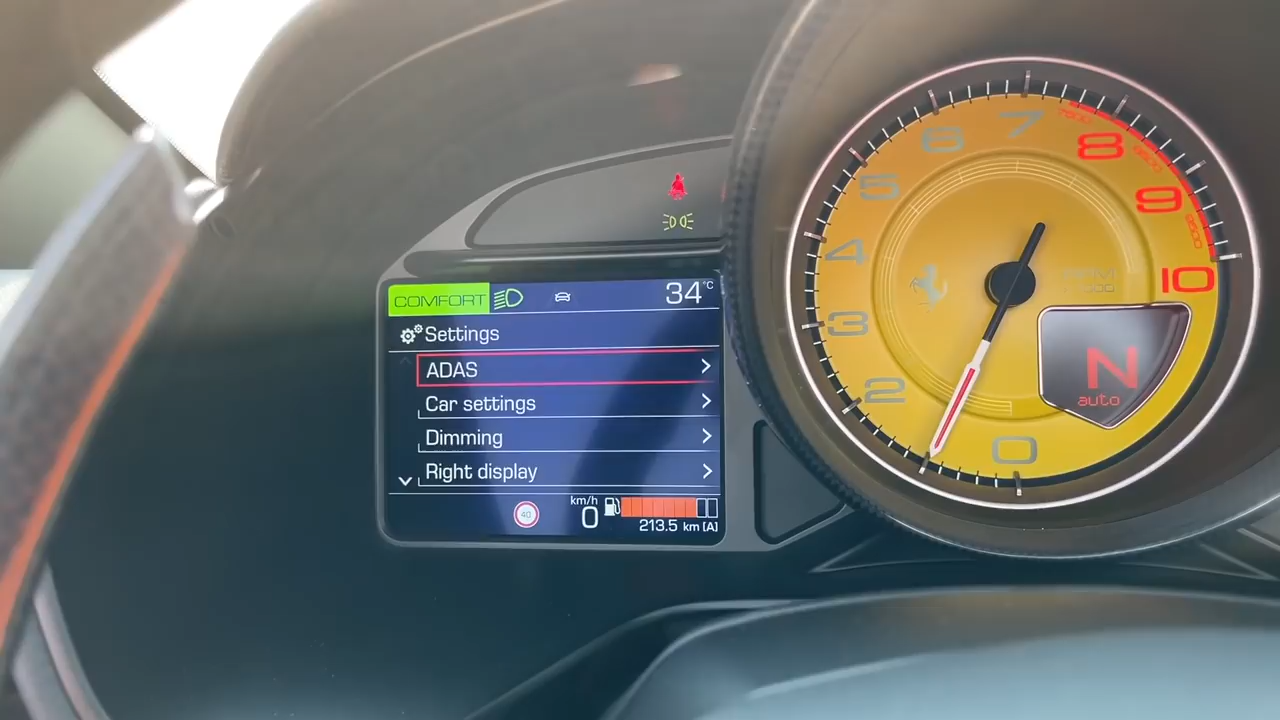 COMFORT
34°C
Settings
ADAS
Car settings
Dimming
Right display
40
km/h
0
213.5 km [A]
0
2
3
4
5
6
7
8
9
10
N
auto